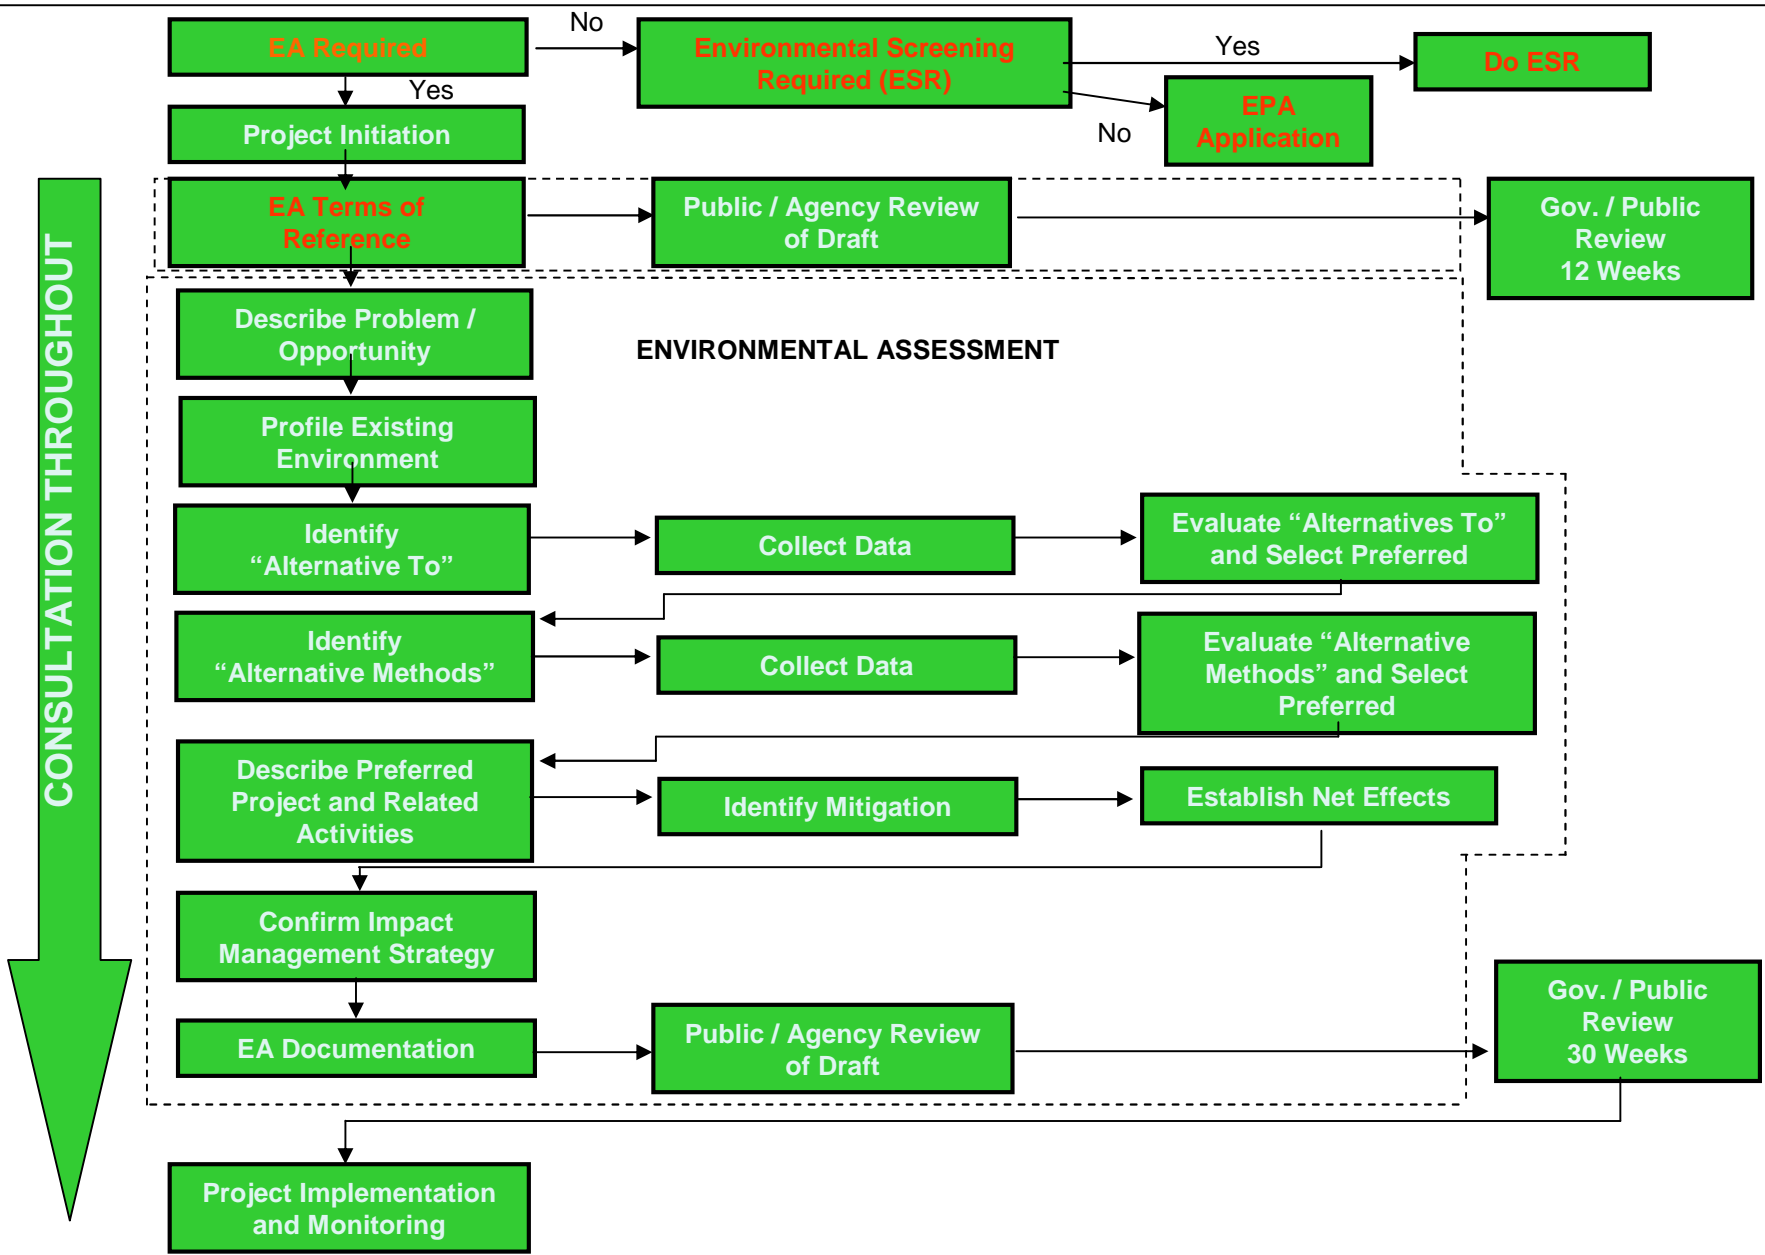 EA Required
No
Environmental Screening
Required (ESR)
Yes
Do ESR
Yes
No
EPA
Application
Project Initiation
EA Terms of
Reference
Public / Agency Review
of Draft
Gov. / Public
Review
12 Weeks
CONSULTATION THROUGHOUT
Describe Problem /
Opportunity
ENVIRONMENTAL ASSESSMENT
Profile Existing
Environment
Identify
“Alternative To”
Collect Data
Evaluate “Alternatives To”
and Select Preferred
Identify
“Alternative Methods”
Collect Data
Evaluate “Alternative
Methods” and Select
Preferred
Describe Preferred
Project and Related
Activities
Identify Mitigation
Establish Net Effects
Confirm Impact
Management Strategy
EA Documentation
Public / Agency Review
of Draft
Gov. / Public
Review
30 Weeks
Project Implementation
and Monitoring